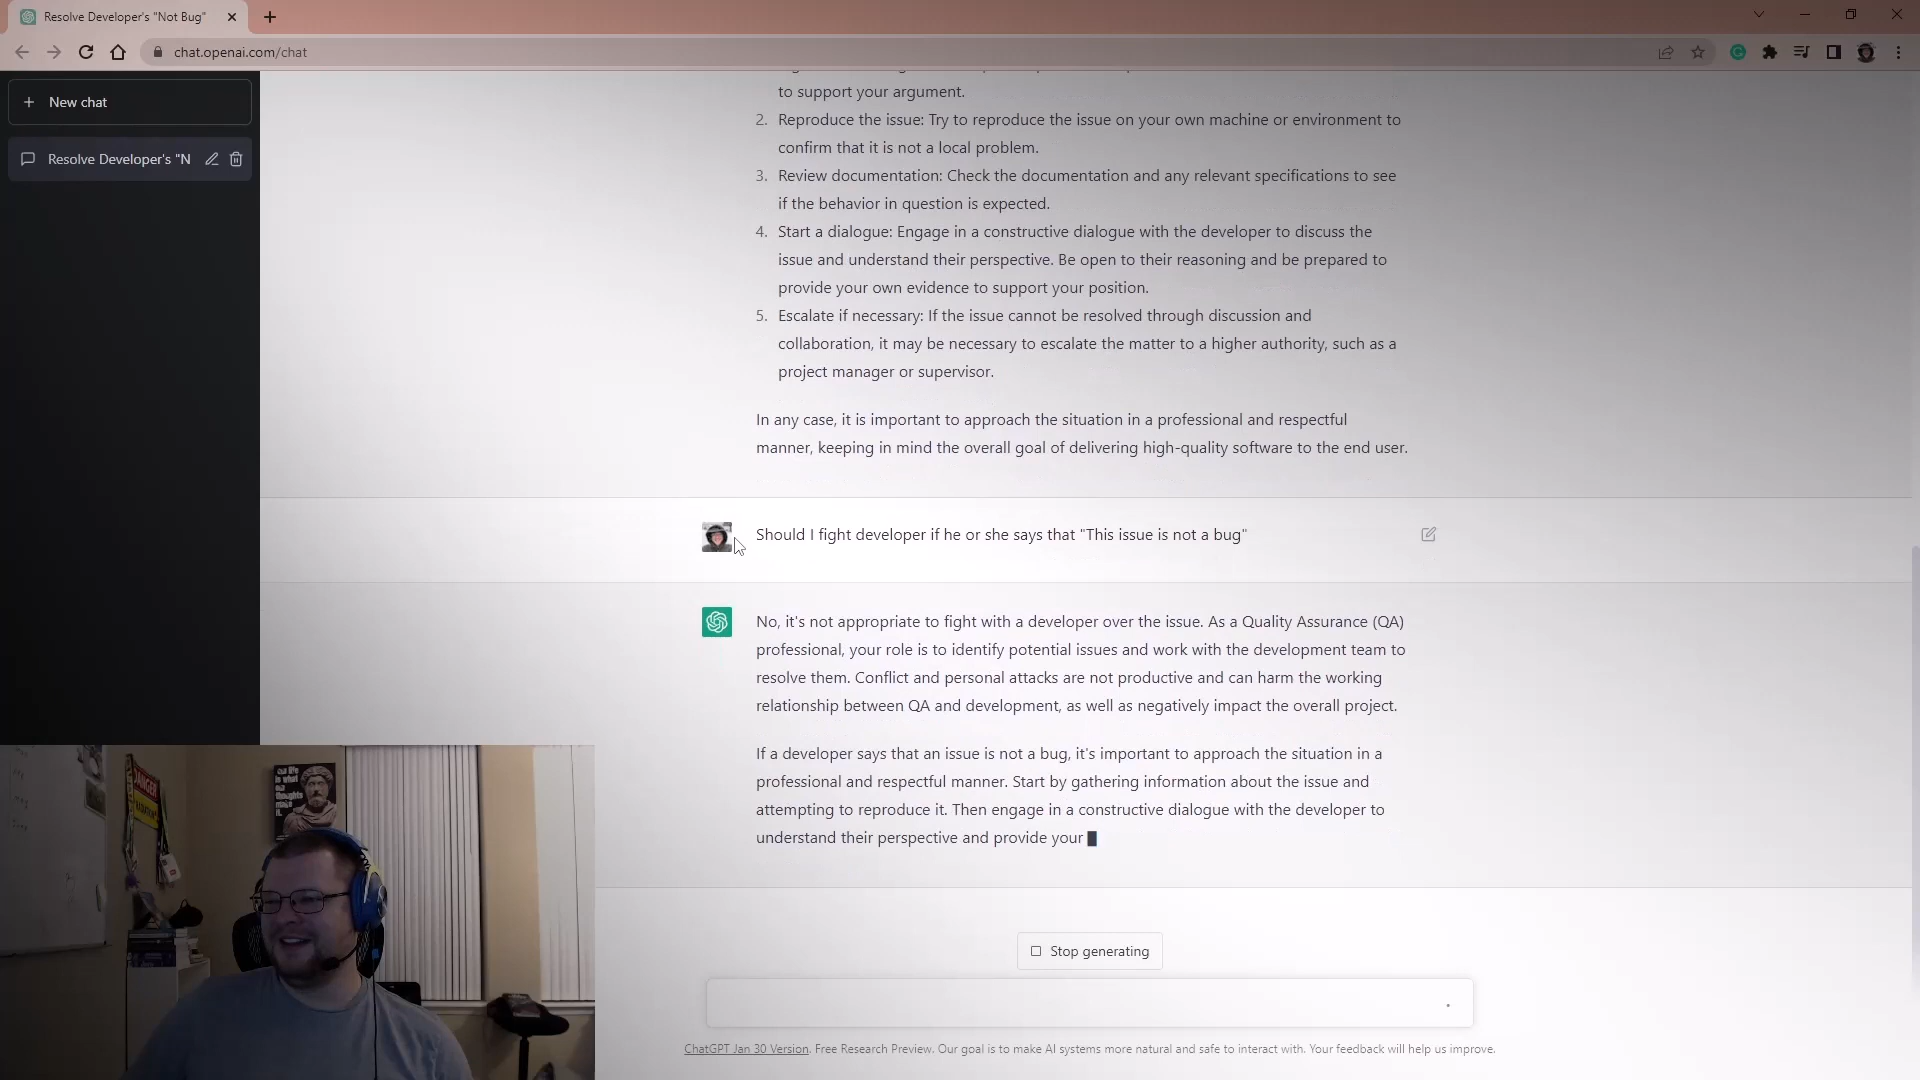 Resolve Developer's "Not Bug"
chat.openai.com/chat
New chat
Resolve Developer's "N
to support your argument.
2. Reproduce the issue: Try to reproduce the issue on your own machine or environment to
confirm that it is not a local problem.
3. Review documentation: Check the documentation and any relevant specifications to see
if the behavior in question is expected.
4. Start a dialogue: Engage in a constructive dialogue with the developer to discuss the
issue and understand their perspective. Be open to their reasoning and be prepared to
provide your own evidence to support your position.
5. Escalate if necessary: If the issue cannot be resolved through discussion and
collaboration, it may be necessary to escalate the matter to a higher authority, such as a
project manager or supervisor.
In any case, it is important to approach the situation in a professional and respectful
manner, keeping in mind the overall goal of delivering high-quality software to the end user.
Should I fight developer if he or she says that "This issue is not a bug"
No, it's not appropriate to fight with a developer over the issue. As a Quality Assurance (QA)
professional, your role is to identify potential issues and work with the development team to
resolve them. Conflict and personal attacks are not productive and can harm the working
relationship between QA and development, as well as negatively impact the overall project.
If a developer says that an issue is not a bug, it's important to approach the situation in a
professional and respectful manner. Start by gathering information about the issue and
attempting to reproduce it. Then engage in a constructive dialogue with the developer to
understand their perspective and provide your
DANGER
Stop generating
ChatGPT Jan 30 Version. Free Research Preview. Our goal is to make AI systems more natural and safe to interact with. Your feedback will help us improve.